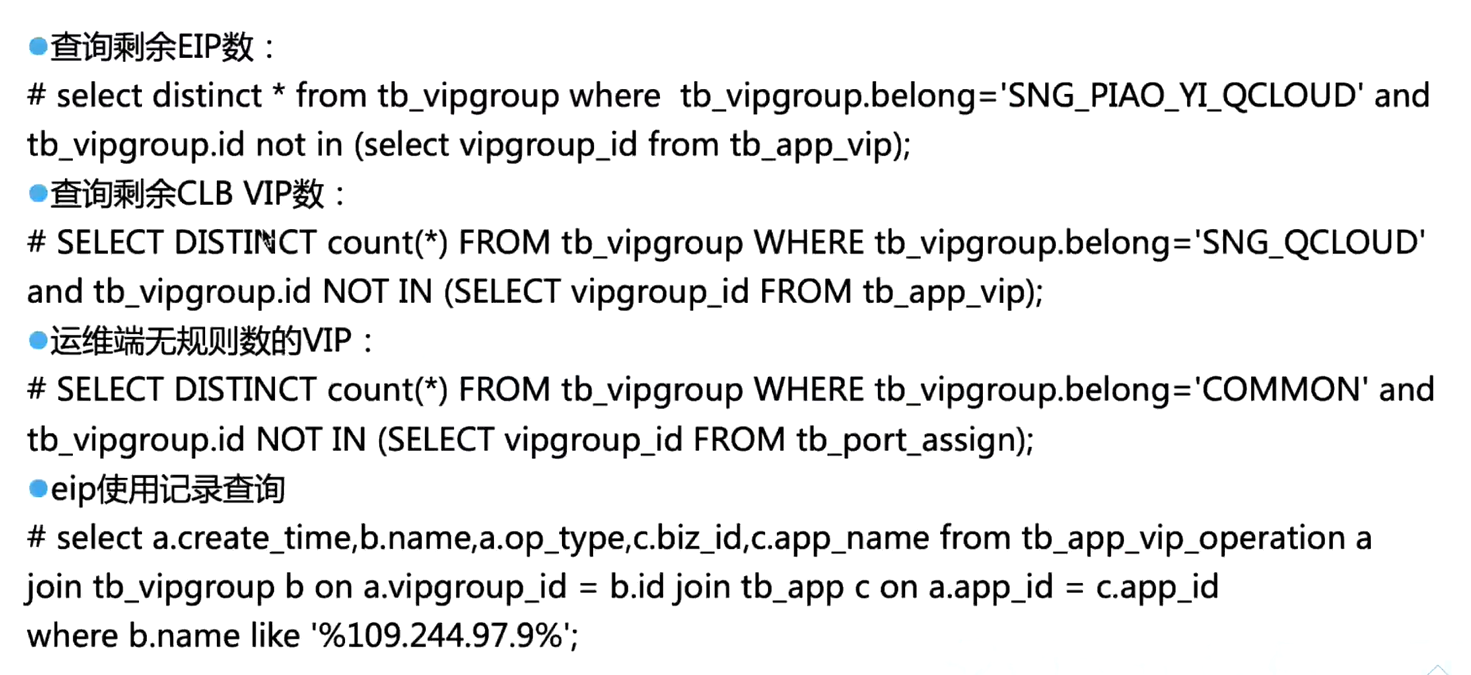 ●查询剩余EIP数：
# select distinct * from tb_vipgroup where  tb_vipgroup.belong='SNG_PIAO_YI_QCLOUD' and
tb_vipgroup.id not in (select vipgroup_id from tb_app_vip);
●查询剩余CLB VIP数：
# SELECT DISTINCT count(*) FROM tb_vipgroup WHERE tb_vipgroup.belong='SNG_QCLOUD'
and tb_vipgroup.id NOT IN (SELECT vipgroup_id FROM tb_app_vip);
●运维端无规则数的VIP：
# SELECT DISTINCT count(*) FROM tb_vipgroup WHERE tb_vipgroup.belong='COMMON' and
tb_vipgroup.id NOT IN (SELECT vipgroup_id FROM tb_port_assign);
●eip使用记录查询
# select a.create_time,b.name,a.op_type,c.biz_id,c.app_name from tb_app_vip_operation a
join tb_vipgroup b on a.vipgroup_id = b.id join tb_app c on a.app_id = c.app_id
where b.name like '%109.244.97.9%';